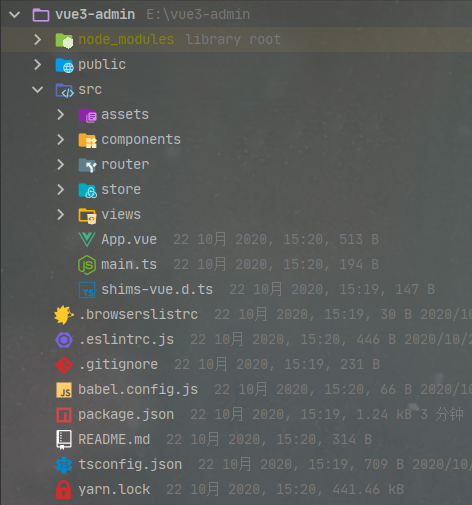 vue3-admin E:\vue3-admin
node_modules library root
public
src
assets
components
router
store
views
App.vue 22 10月 2020, 15:20, 513 B
main.ts 22 10月 2020, 15:20, 194 B
shims-vue.d.ts 22 10月 2020, 15:19, 147 B
.browserslistrc 22 10月 2020, 15:19, 30 B 2020/10
.eslintrc.js 22 10月 2020, 15:20, 446 B 2020/10/2
.gitignore 22 10月 2020, 15:19, 231 B
babel.config.js 22 10月 2020, 15:20, 66 B 2020/10
package.json 22 10月 2020, 15:19, 1.24 kB 3 分钟
README.md 22 10月 2020, 15:20, 314 B
tsconfig.json 22 10月 2020, 15:19, 709 B 2020/10/
yarn.lock 22 10月 2020, 15:20, 441.46 kB